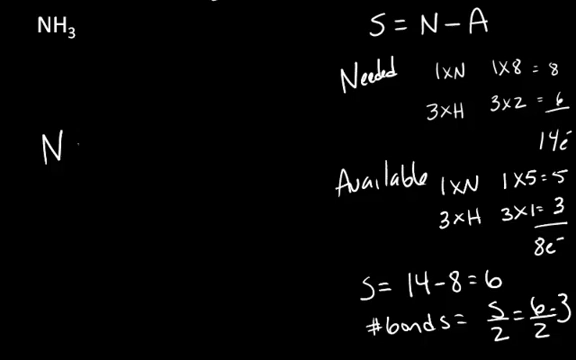 NH₃
S = N - A
Needed 1xN 1x8 = 8
3xH 3x2 = 6
14e⁻
N
Available 1xN 1x5=5
3xH 3x1=3
8e⁻
S= 14-8=6
#bonds= S/2 = 6/2 = 3